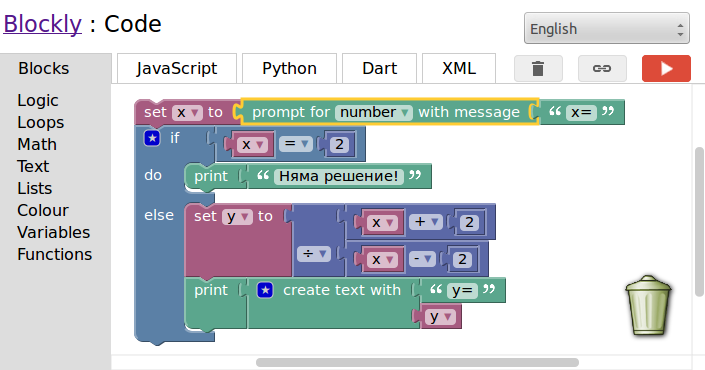 Blockly : Code
English
Blocks JavaScript Python Dart XML
Logic
Loops
Math
Text
Lists
Colour
Variables
Functions
set x to prompt for number with message “ x= ”
if x = 2
do print “ Няма решение! ”
else set y to x + 2
÷ x - 2
print create text with “ y= ”
y